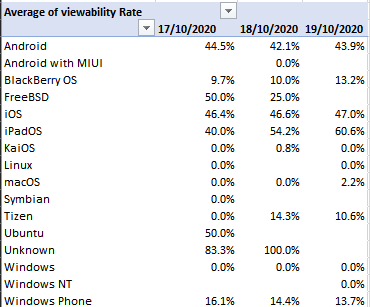 Average of viewability Rate
17/10/2020 18/10/2020 19/10/2020
Android 44.5% 42.1% 43.9%
Android with MIUI 0.0%
BlackBerry OS 9.7% 10.0% 13.2%
FreeBSD 50.0% 25.0%
iOS 46.4% 46.6% 47.0%
iPadOS 40.0% 54.2% 60.6%
KaiOS 0.0% 0.8% 0.0%
Linux 0.0% 0.0%
macOS 0.0% 0.0% 2.2%
Symbian 0.0%
Tizen 0.0% 14.3% 10.6%
Ubuntu 50.0%
Unknown 83.3% 100.0%
Windows 0.0% 0.0% 0.0%
Windows NT 0.0%
Windows Phone 16.1% 14.4% 13.7%